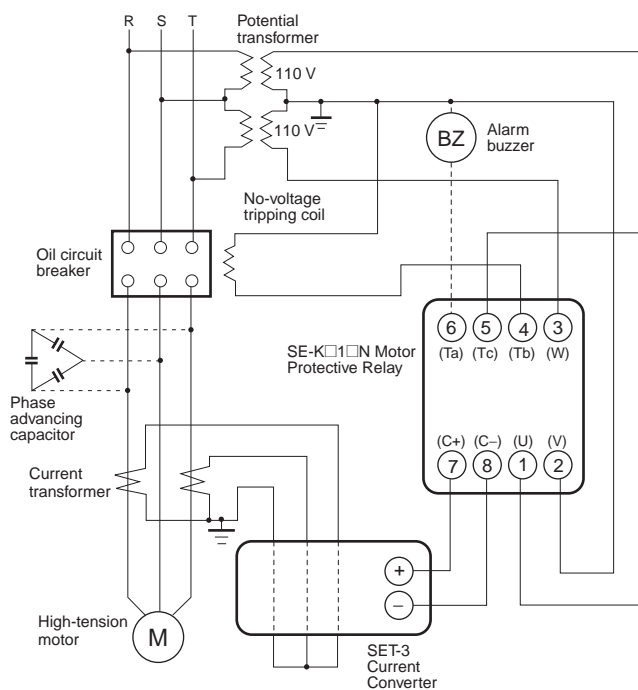 R S T
Potential
transformer
110 V
110 V
BZ
Alarm
buzzer
No-voltage
tripping coil
Oil circuit
breaker
6 5 4 3
(Ta) (Tc) (Tb) (W)
SE-K□1□N Motor
Protective Relay
Phase
advancing
capacitor
(C+) (C−) (U) (V)
7 8 1 2
Current
transformer
+
−
High-tension
motor
M
SET-3
Current
Converter